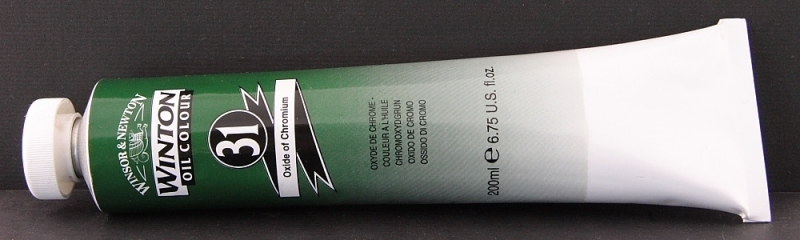 WINSOR & NEWTON
WINTON
OIL COLOUR
31
Oxide of Chromium
OXYDE DE CHROME -
COULEUR A L'HUILE
CHROMOXYDGRUN
OXIDO DE CROMO
OSSIDO DI CROMO
200ml e 6.75 U.S. fl.oz.